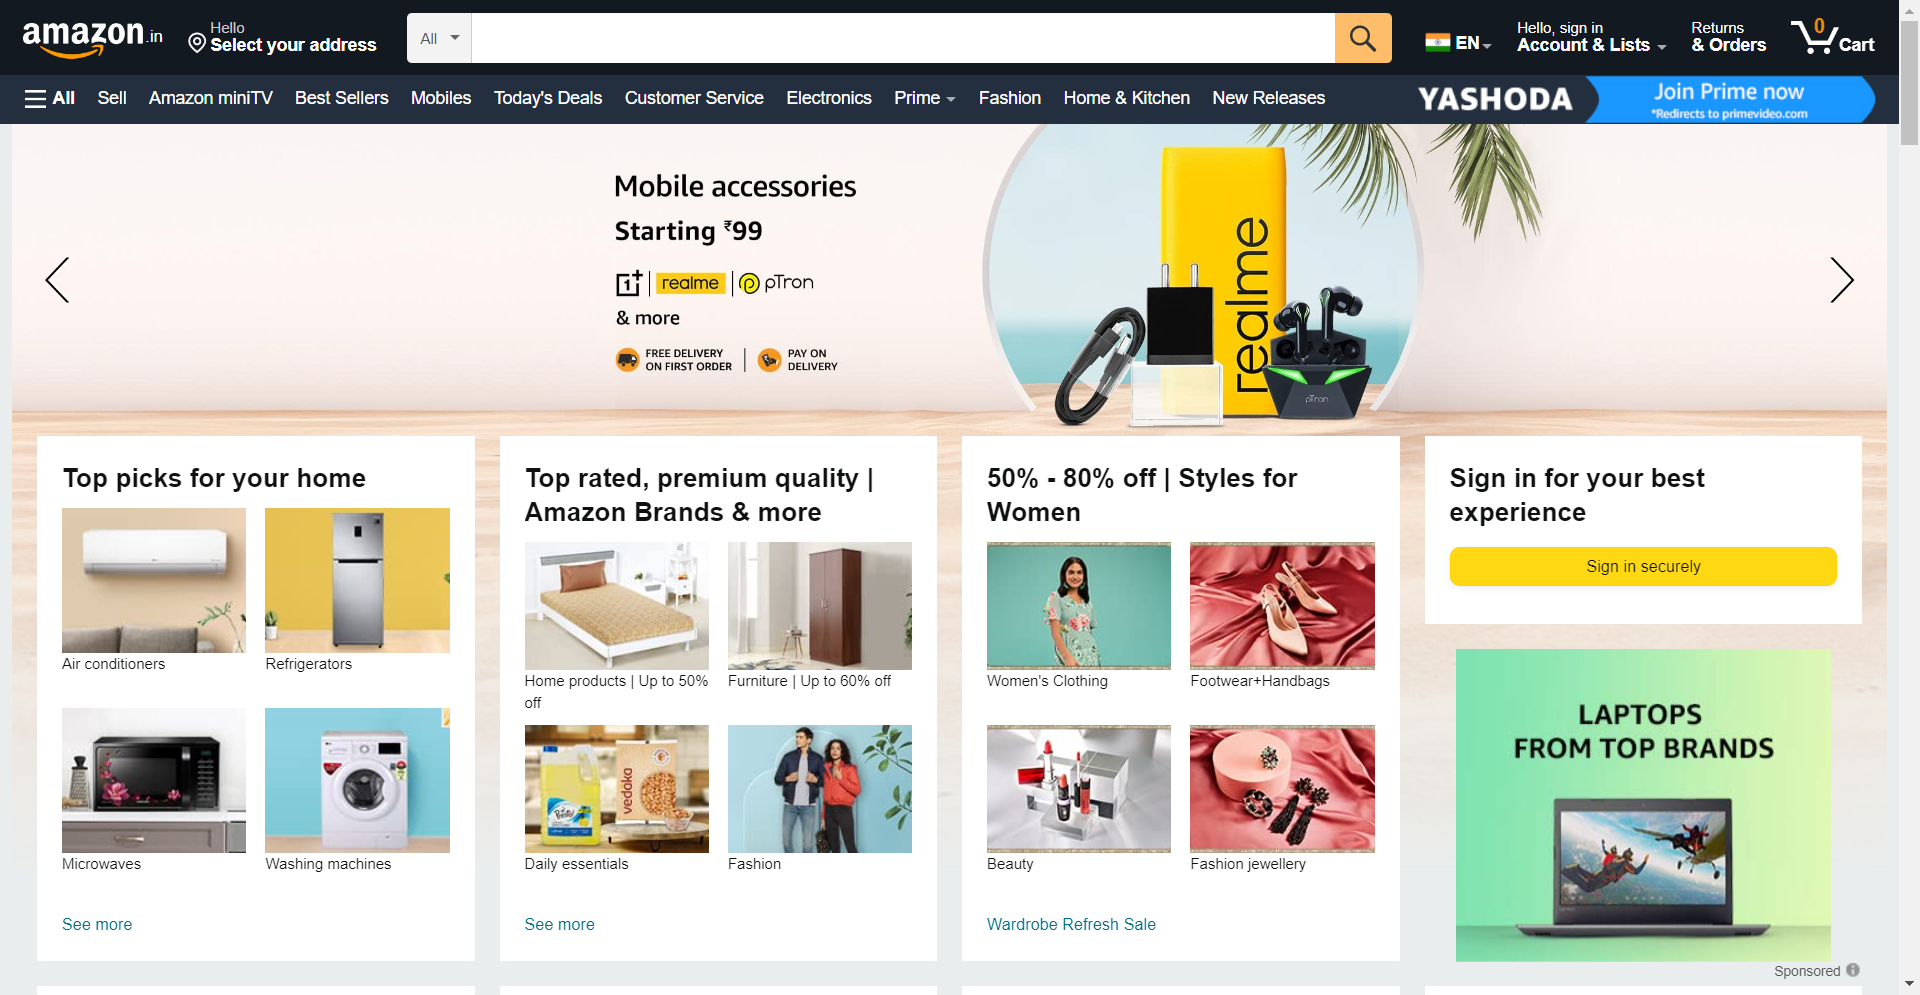 amazon.in
Hello
Select your address
All
EN
Hello, sign in
Account & Lists
Returns
& Orders
0
Cart
All
Sell
Amazon miniTV
Best Sellers
Mobiles
Today's Deals
Customer Service
Electronics
Prime
Fashion
Home & Kitchen
New Releases
YASHODA
Join Prime now
*Redirects to primevideo.com
Mobile accessories
Starting ₹99
1+ realme pTron
& more
FREE DELIVERY
ON FIRST ORDER
PAY ON
DELIVERY
realme
pTron
Top picks for your home
Air conditioners
Refrigerators
Microwaves
Washing machines
See more
Top rated, premium quality |
Amazon Brands & more
Home products | Up to 50%
off
Furniture | Up to 60% off
Presto!
vedaka
Daily essentials
Fashion
See more
50% - 80% off | Styles for
Women
Women's Clothing
Footwear+Handbags
Beauty
Fashion jewellery
Wardrobe Refresh Sale
Sign in for your best
experience
Sign in securely
LAPTOPS
FROM TOP BRANDS
Sponsored